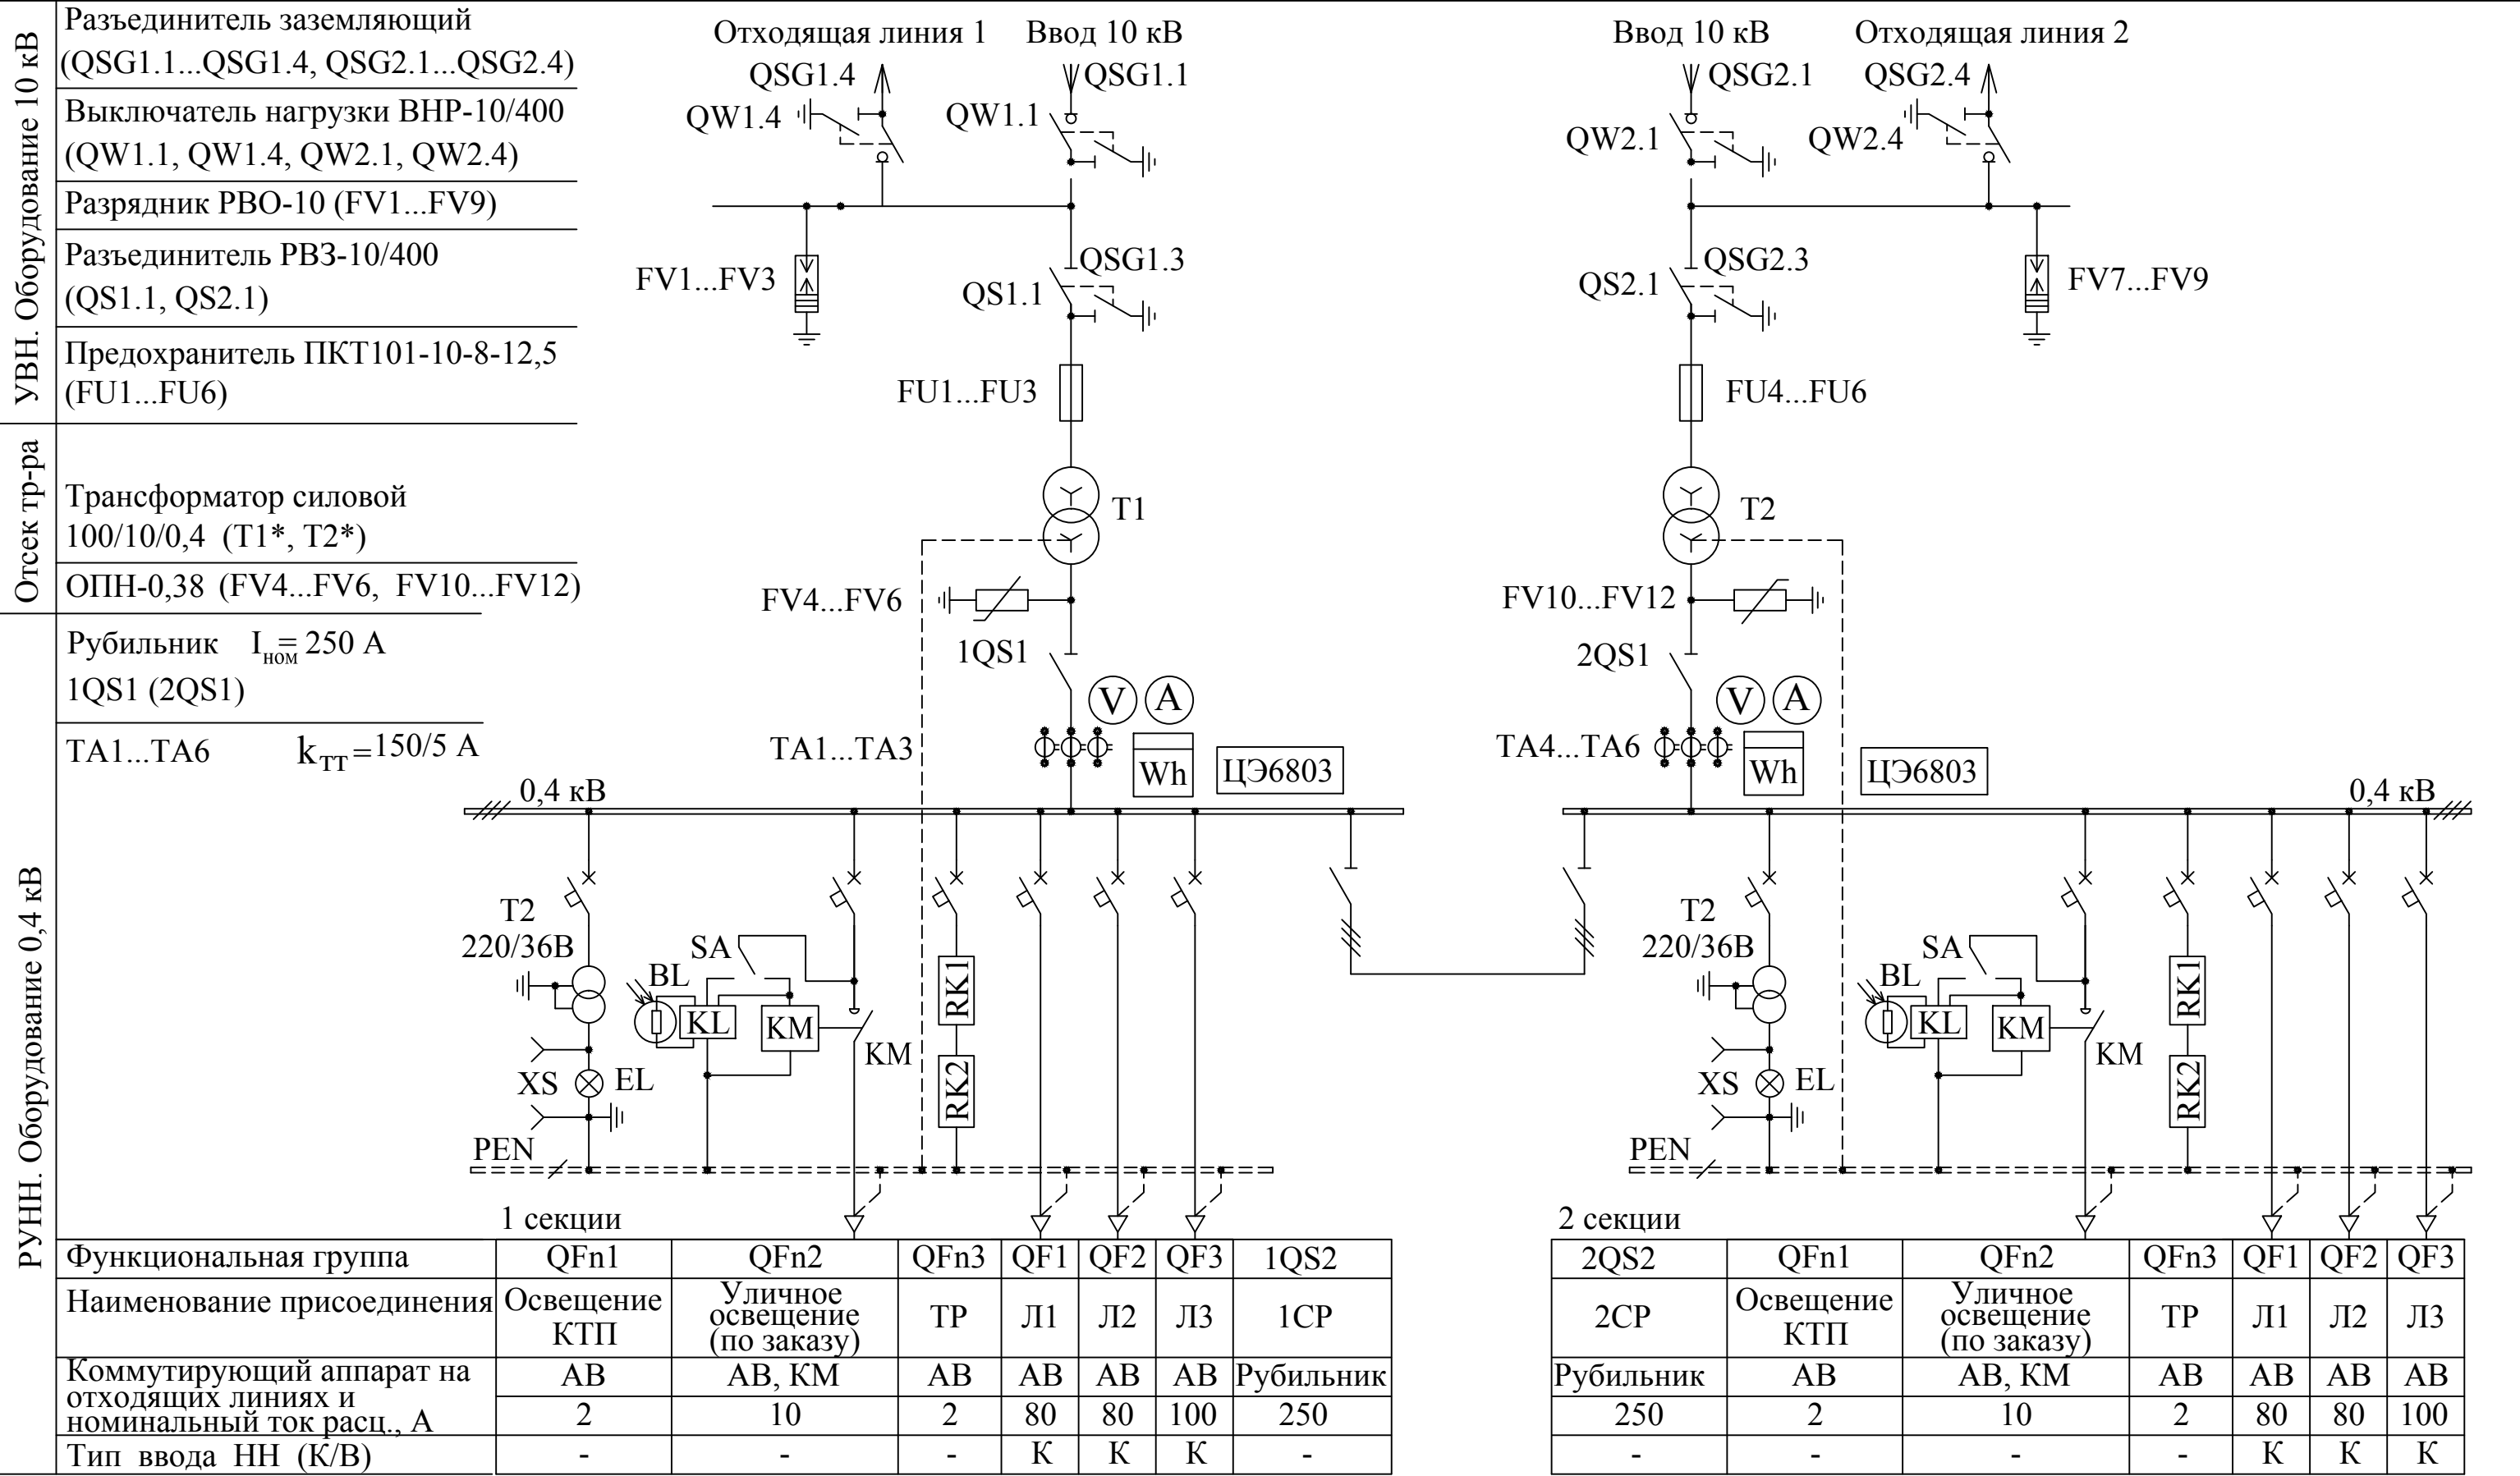 УВН. Оборудование 10 кВ
Разъединитель заземляющий
(QSG1.1...QSG1.4, QSG2.1...QSG2.4)
Выключатель нагрузки ВНР-10/400
(QW1.1, QW1.4, QW2.1, QW2.4)
Разрядник РВО-10 (FV1...FV9)
Разъединитель РВЗ-10/400
(QS1.1, QS2.1)
Предохранитель ПКТ101-10-8-12,5
(FU1...FU6)
Отсек тр-ра
Трансформатор силовой
100/10/0,4 (T1*, T2*)
ОПН-0,38 (FV4...FV6, FV10...FV12)
РУНН. Оборудование 0,4 кВ
Рубильник Iном = 250 А
1QS1 (2QS1)
TA1...TA6 kТТ = 150/5 А
Отходящая линия 1
Ввод 10 кВ
QSG1.4
QSG1.1
QW1.4
QW1.1
FV1...FV3
QSG1.3
QS1.1
FU1...FU3
T1
FV4...FV6
1QS1
V
A
TA1...TA3
Wh
ЦЭ6803
0,4 кВ
T2
220/36В
SA
BL
KL
KM
KM
RK1
RK2
XS
EL
PEN
1 секции
Ввод 10 кВ
Отходящая линия 2
QSG2.1
QSG2.4
QW2.1
QW2.4
QSG2.3
QS2.1
FV7...FV9
FU4...FU6
T2
FV10...FV12
2QS1
V
A
TA4...TA6
Wh
ЦЭ6803
0,4 кВ
T2
220/36В
SA
BL
KL
KM
KM
RK1
RK2
XS
EL
PEN
2 секции
Функциональная группа QFn1 QFn2 QFn3 QF1 QF2 QF3 1QS2 2QS2 QFn1 QFn2 QFn3 QF1 QF2 QF3
Наименование присоединения
Освещение
КТП
Уличное
освещение
(по заказу)
ТР Л1 Л2 Л3 1СР
2СР
Освещение
КТП
Уличное
освещение
(по заказу)
ТР Л1 Л2 Л3
Коммутирующий аппарат на
отходящих линиях и
номинальный ток расц., А
АВ АВ, КМ АВ АВ АВ АВ Рубильник Рубильник АВ АВ, КМ АВ АВ АВ АВ
2 10 2 80 80 100 250 250 2 10 2 80 80 100
Тип ввода НН (К/В) - - - К К К - - - - - К К К